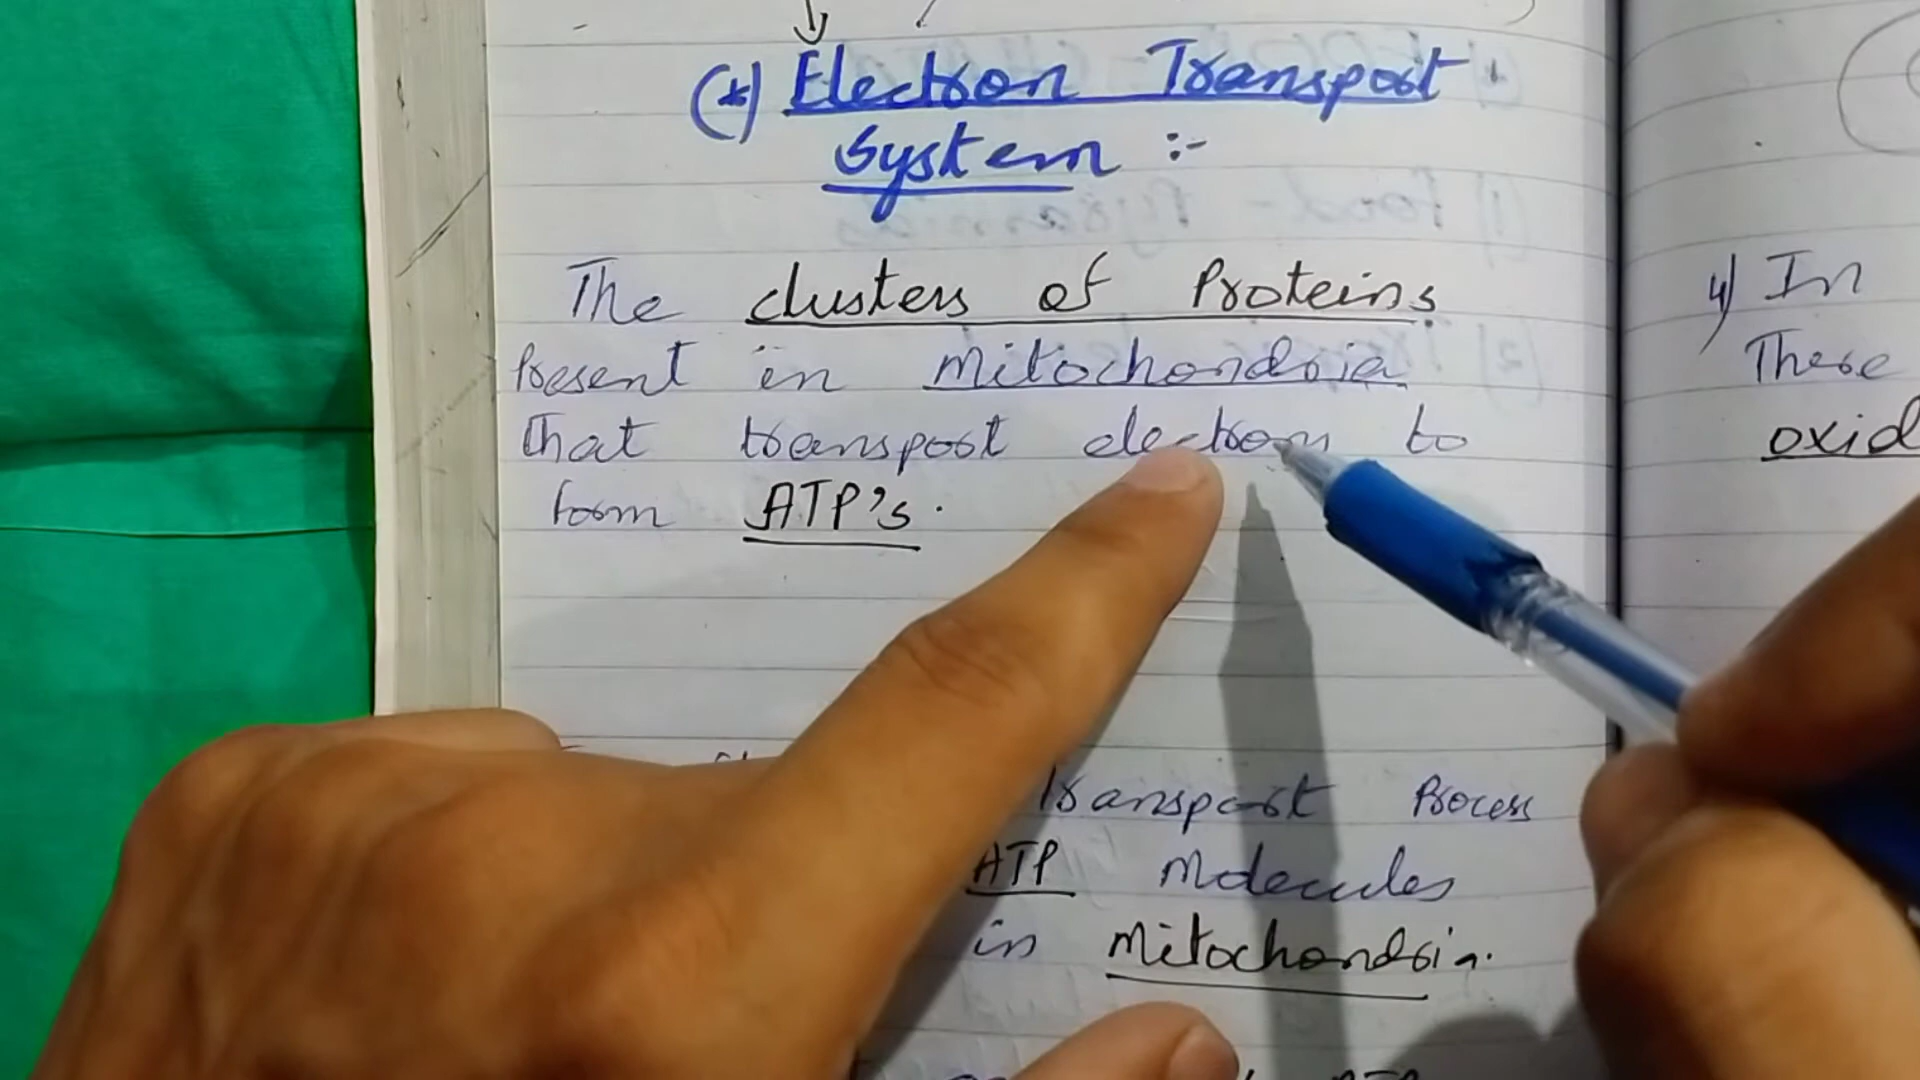 (*) Electron Transport
System :-
The clusters of Proteins
Present in Mitochondria
That transport electron to
form ATP's.
Transport Process
ATP Molecules
in Mitochondria.
4) In
These
oxid